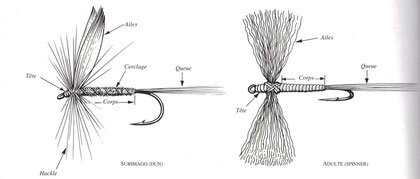 Ailes
Cerclage
Queue
Tête
Corps
Hackle
SUBIMAGO (DUN)
Ailes
Queue
Corps
Tête
ADULTE (SPINNER)